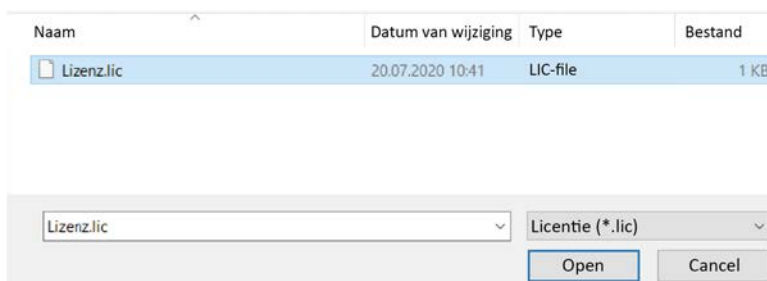 Naam Datum van wijziging Type Bestand
Lizenz.lic 20.07.2020 10:41 LIC-file 1 KB
Lizenz.lic Licentie (*.lic)
Open Cancel